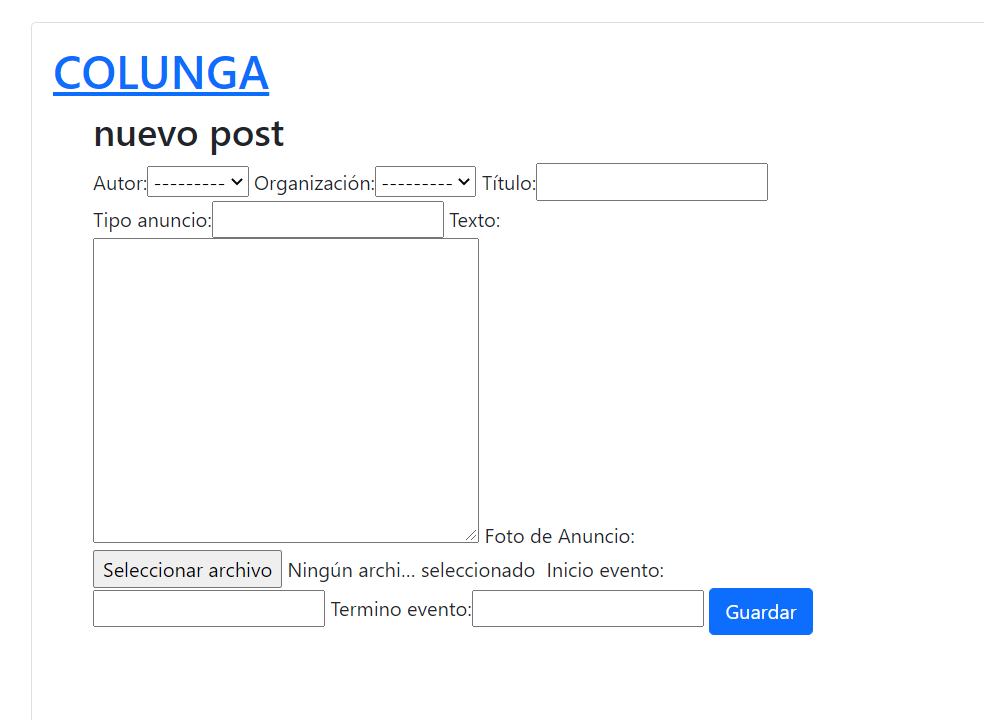 COLUNGA
nuevo post
Autor: --------- Organización: --------- Título:
Tipo anuncio: Texto:
Foto de Anuncio:
Seleccionar archivo Ningún archi... seleccionado Inicio evento:
Termino evento: Guardar